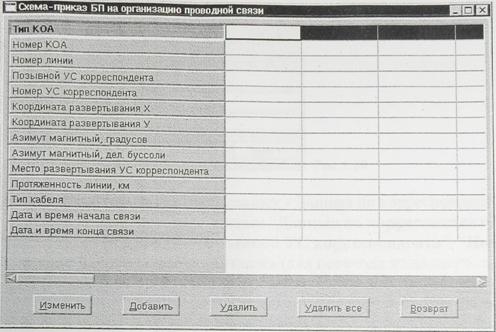 Схема-приказ БП на организацию проводной связи
Тип КОА
Номер КОА
Номер линии
Позывной УС корреспондента
Номер УС корреспондента
Координата развертывания X
Координата развертывания У
Азимут магнитный, градусов
Азимут магнитный, дел. буссоли
Место развертывания УС корреспондента
Протяженность линии, км
Тип кабеля
Дата и время начала связи
Дата и время конца связи
Изменить Добавить Удалить Удалить все Возврат